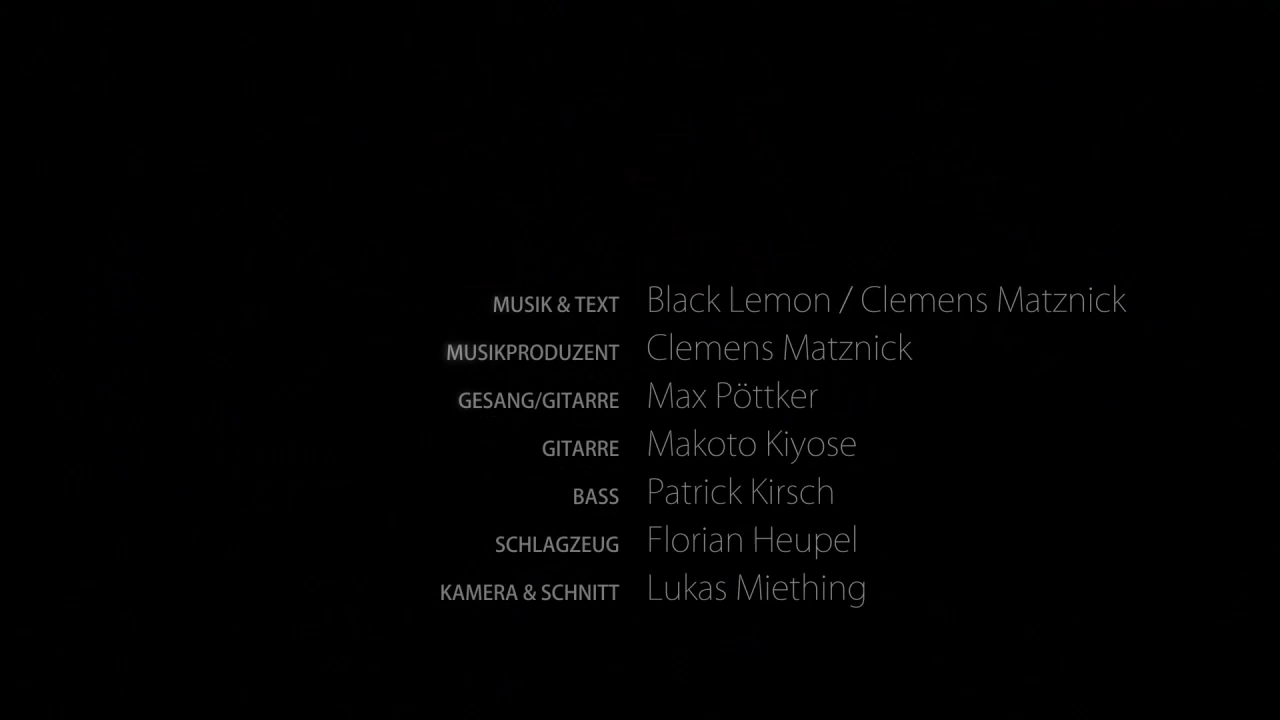 MUSIK & TEXT Black Lemon / Clemens Matznick
MUSIKPRODUZENT Clemens Matznick
GESANG/GITARRE Max Pöttker
GITARRE Makoto Kiyose
BASS Patrick Kirsch
SCHLAGZEUG Florian Heupel
KAMERA & SCHNITT Lukas Miething